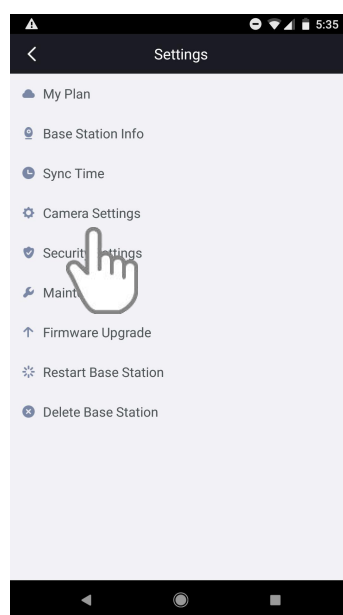 5:35
Settings
My Plan
Base Station Info
Sync Time
Camera Settings
Security
Firmware Upgrade
Restart Base Station
Delete Base Station